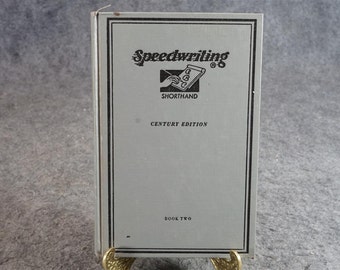 Speedwriting®
SHORTHAND
CENTURY EDITION
BOOK TWO